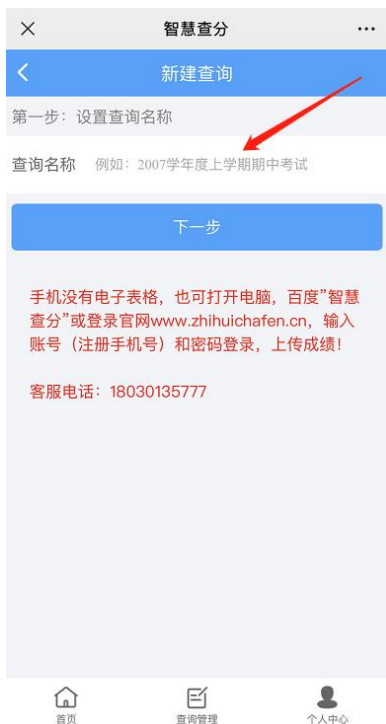 智慧查分
新建查询
第一步：设置查询名称
查询名称 例如：2007学年度上学期期中考试
下一步
手机没有电子表格，也可打开电脑，百度”智慧
查分”或登录官网www.zhihuichafen.cn，输入
账号（注册手机号）和密码登录，上传成绩！
客服电话：18030135777
首页 查询管理 个人中心